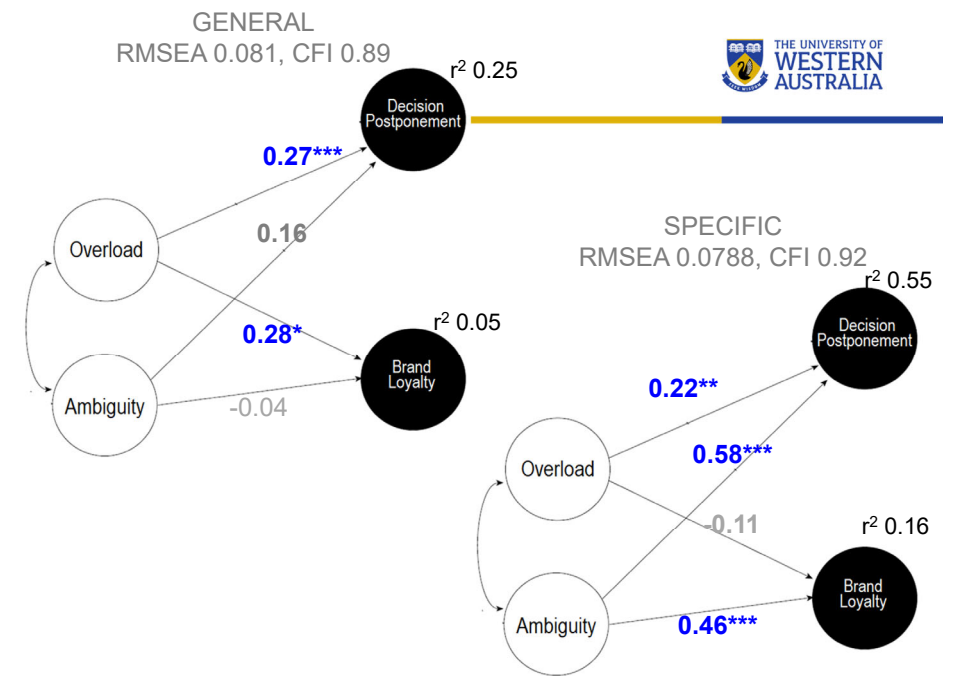 GENERAL
RMSEA 0.081, CFI 0.89
r² 0.25
THE UNIVERSITY OF
WESTERN
AUSTRALIA
Decision
Postponement
0.27***
Overload
0.16
0.28*
r² 0.05
Brand
Loyalty
Ambiguity
-0.04
SPECIFIC
RMSEA 0.0788, CFI 0.92
r² 0.55
Decision
Postponement
0.22**
0.58***
Overload
-0.11
r² 0.16
Brand
Loyalty
Ambiguity
0.46***